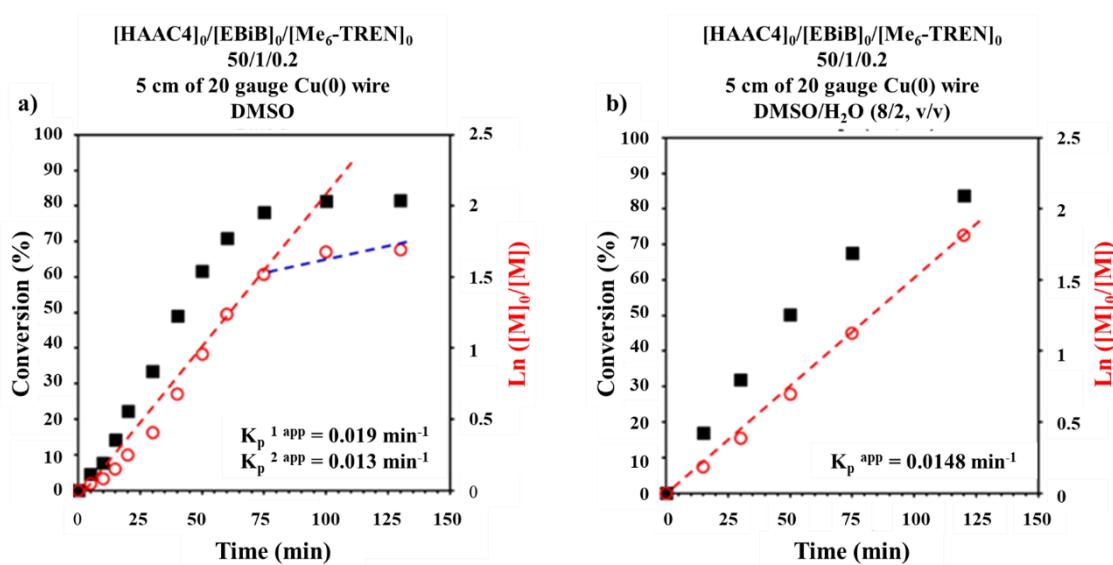 [HAAC4]₀/[EBiB]₀/[Me₆-TREN]₀
50/1/0.2
5 cm of 20 gauge Cu(0) wire
DMSO
a)
100
90
80
70
60
50
40
30
20
10
0
Conversion (%)
2.5
2
1.5
1
0.5
0
Ln ([M]₀/[M])
Kₚ ¹ ᵃᵖᵖ = 0.019 min⁻¹
Kₚ ² ᵃᵖᵖ = 0.013 min⁻¹
0 25 50 75 100 125 150
Time (min)
[HAAC4]₀/[EBiB]₀/[Me₆-TREN]₀
50/1/0.2
5 cm of 20 gauge Cu(0) wire
DMSO/H₂O (8/2, v/v)
b)
100
90
80
70
60
50
40
30
20
10
0
Conversion (%)
2.5
2
1.5
1
0.5
0
Ln ([M]₀/[M])
Kₚ ᵃᵖᵖ = 0.0148 min⁻¹
0 25 50 75 100 125 150
Time (min)